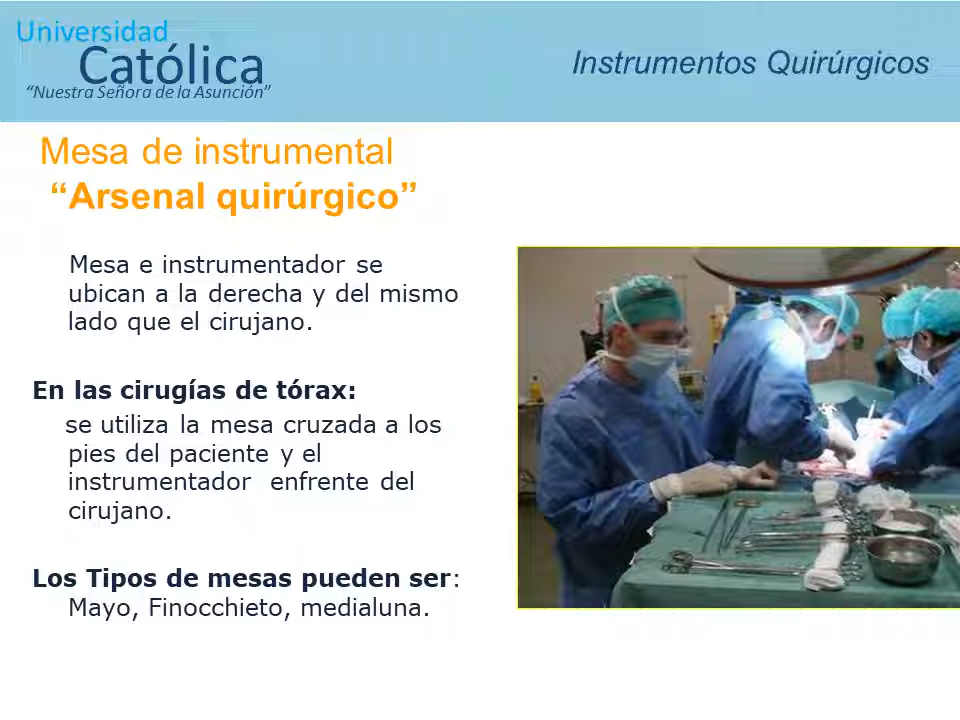 Universidad
Católica
“Nuestra Señora de la Asunción”
Instrumentos Quirúrgicos
Mesa de instrumental
“Arsenal quirúrgico”
Mesa e instrumentador se
ubican a la derecha y del mismo
lado que el cirujano.
En las cirugías de tórax:
se utiliza la mesa cruzada a los
pies del paciente y el
instrumentador enfrente del
cirujano.
Los Tipos de mesas pueden ser:
Mayo, Finocchieto, medialuna.